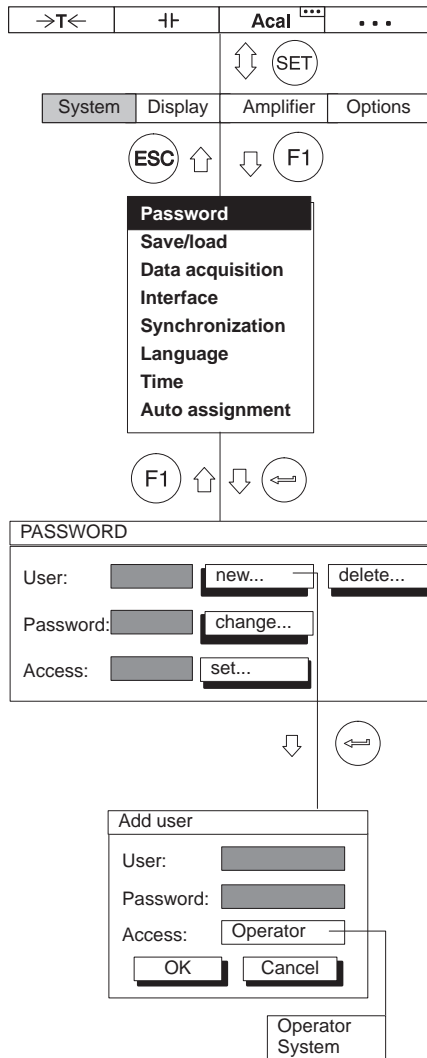 →T← ⊣⊢ Acal ...
SET
System Display Amplifier Options
ESC F1
Password
Save/load
Data acquisition
Interface
Synchronization
Language
Time
Auto assignment
F1
PASSWORD
User: new... delete...
Password: change...
Access: set...
Add user
User:
Password:
Access: Operator
OK Cancel
Operator
System